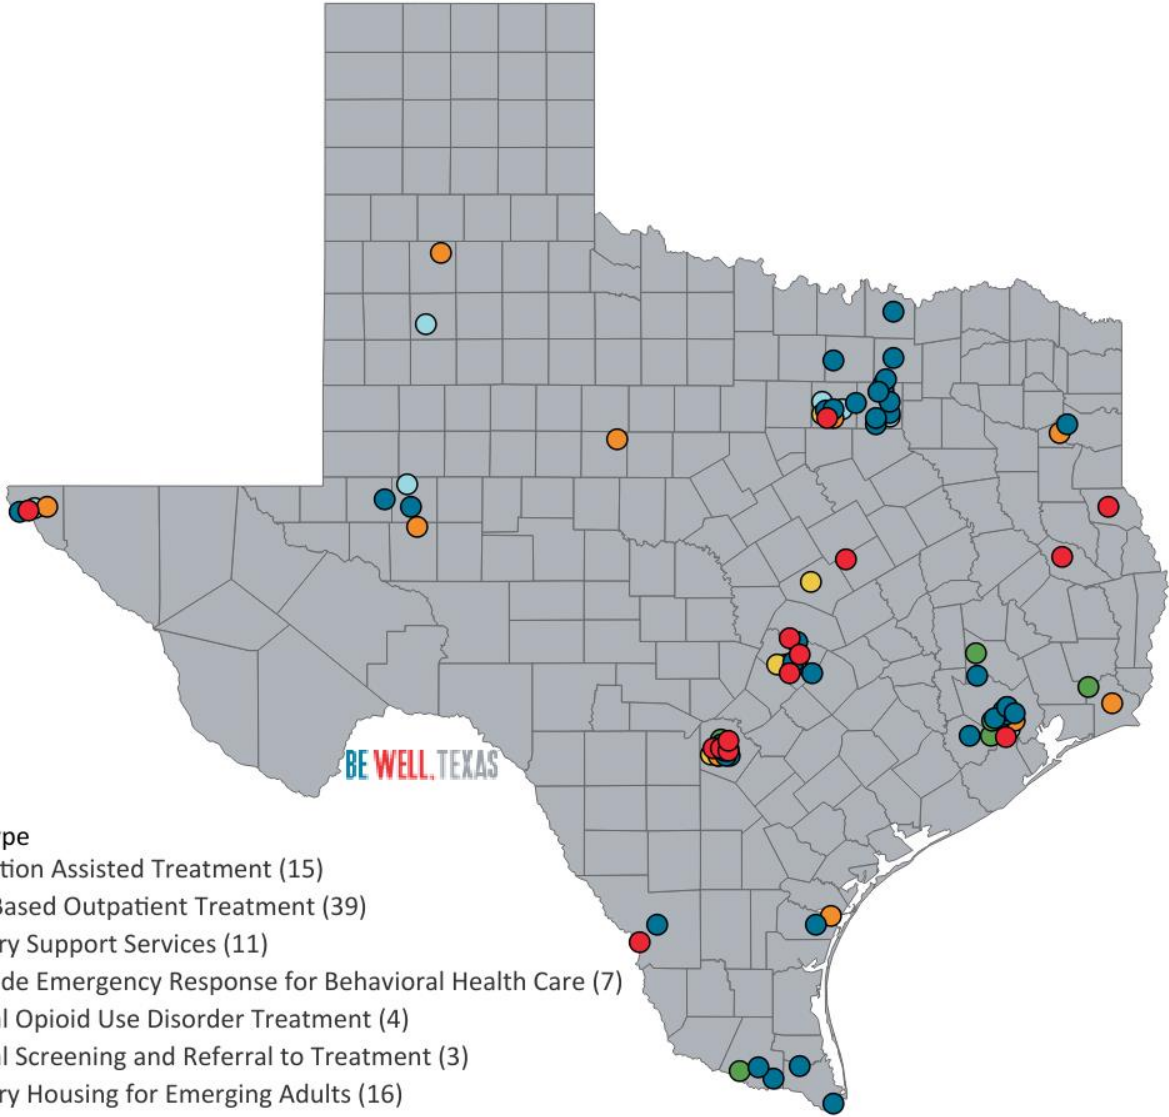 BE WELL, TEXAS
ype
tion Assisted Treatment (15)
Based Outpatient Treatment (39)
ry Support Services (11)
de Emergency Response for Behavioral Health Care (7)
l Opioid Use Disorder Treatment (4)
l Screening and Referral to Treatment (3)
ry Housing for Emerging Adults (16)